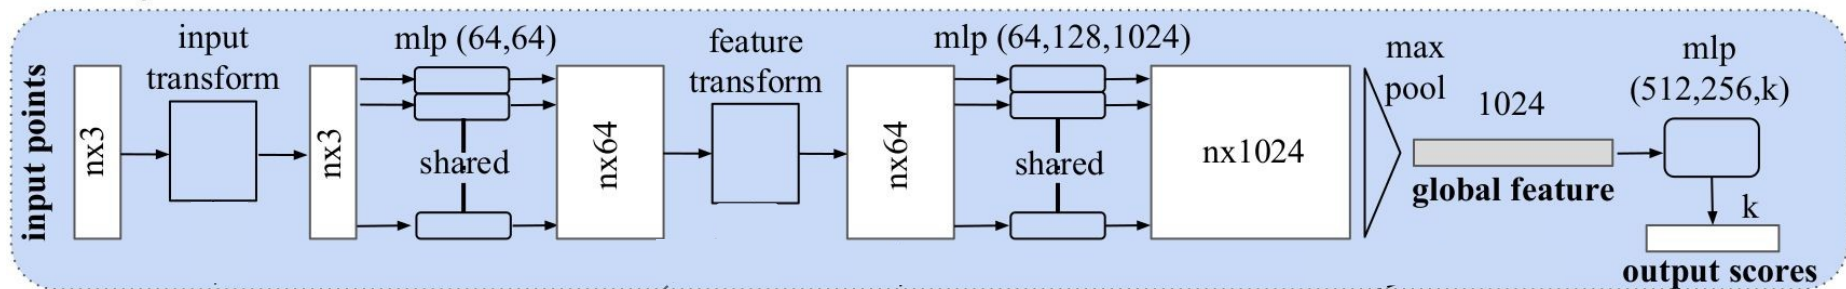 input points
nx3
input
transform
nx3
mlp (64,64)
shared
nx64
feature
transform
nx64
mlp (64,128,1024)
shared
nx1024
max
pool
1024
global feature
mlp
(512,256,k)
k
output scores